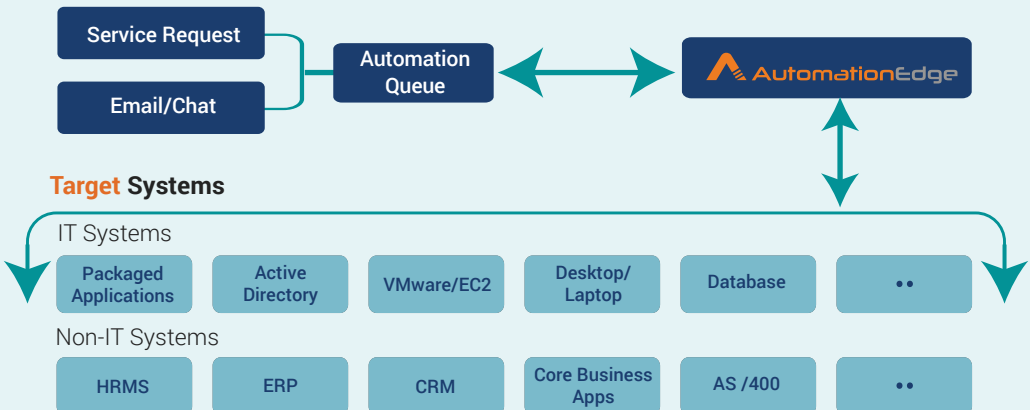 Service Request
Email/Chat
Automation
Queue
AutomationEdge
Target Systems
IT Systems
Packaged
Applications
Active
Directory
VMware/EC2
Desktop/
Laptop
Database
••
Non-IT Systems
HRMS
ERP
CRM
Core Business
Apps
AS /400
••